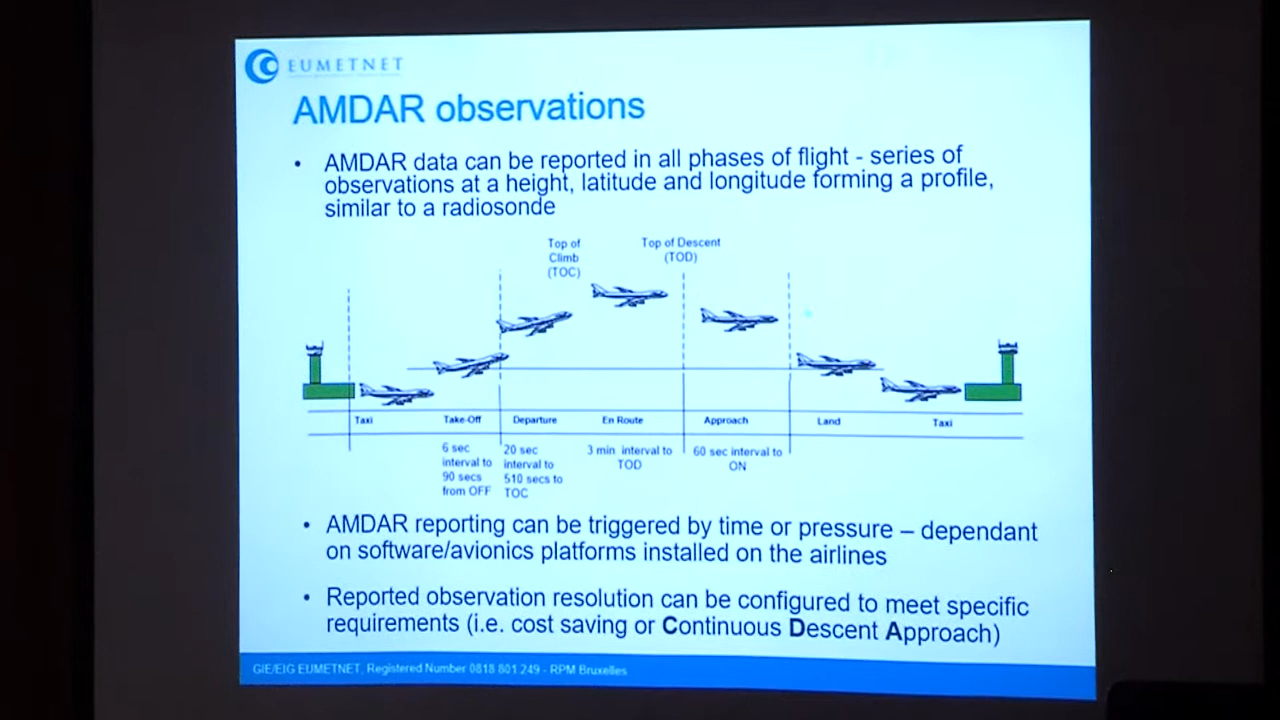 EUMETNET
AMDAR observations
• AMDAR data can be reported in all phases of flight - series of
observations at a height, latitude and longitude forming a profile,
similar to a radiosonde
Top of
Climb
(TOC)
Top of Descent
(TOD)
Taxi
Take-Off
Departure
En Route
Approach
Land
Taxi
6 sec
interval to
90 secs
from OFF
20 sec
interval to
510 secs to
TOC
3 min interval to
TOD
60 sec interval to
ON
• AMDAR reporting can be triggered by time or pressure – dependant
on software/avionics platforms installed on the airlines
• Reported observation resolution can be configured to meet specific
requirements (i.e. cost saving or Continuous Descent Approach)
GIE/EIG EUMETNET, Registered Number 0818 801 249 - RPM Bruxelles